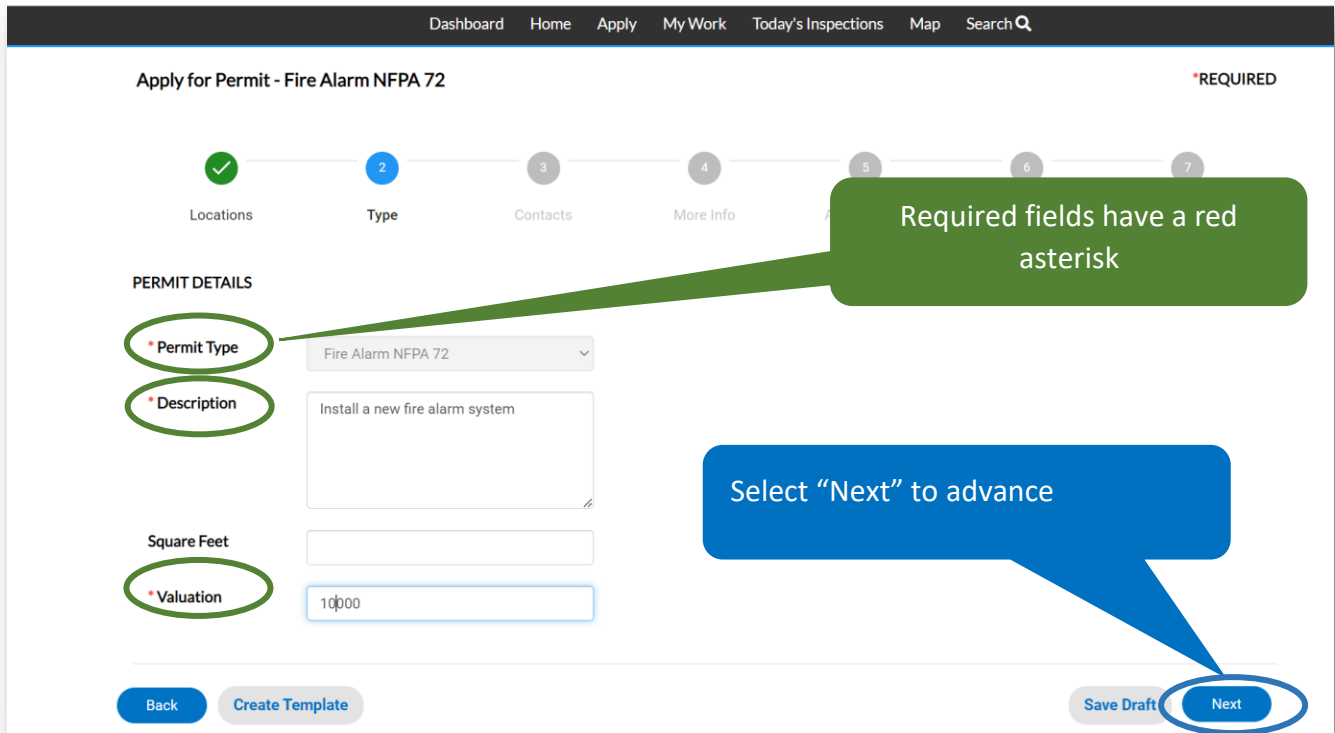 Dashboard Home Apply My Work Today's Inspections Map Search
Apply for Permit - Fire Alarm NFPA 72 *REQUIRED
2 3 4 5 6 7
Locations Type Contacts More Info
Required fields have a red
asterisk
PERMIT DETAILS
* Permit Type Fire Alarm NFPA 72
* Description Install a new fire alarm system
Select “Next” to advance
Square Feet
* Valuation 10000
Back Create Template Save Draft Next